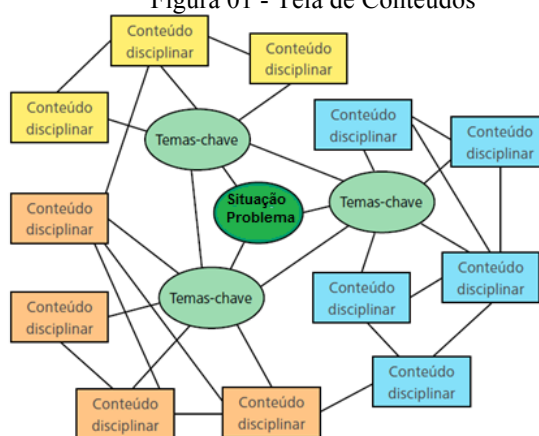 Figura 01 - Teia de Conteúdos
Conteúdo
disciplinar
Conteúdo
disciplinar
Conteúdo
disciplinar
Temas-chave
Conteúdo
disciplinar
Conteúdo
disciplinar
Situação
Problema
Temas-chave
Conteúdo
disciplinar
Conteúdo
disciplinar
Conteúdo
disciplinar
Temas-chave
Conteúdo
disciplinar
Conteúdo
disciplinar
Conteúdo
disciplinar
Conteúdo
disciplinar
Conteúdo
disciplinar